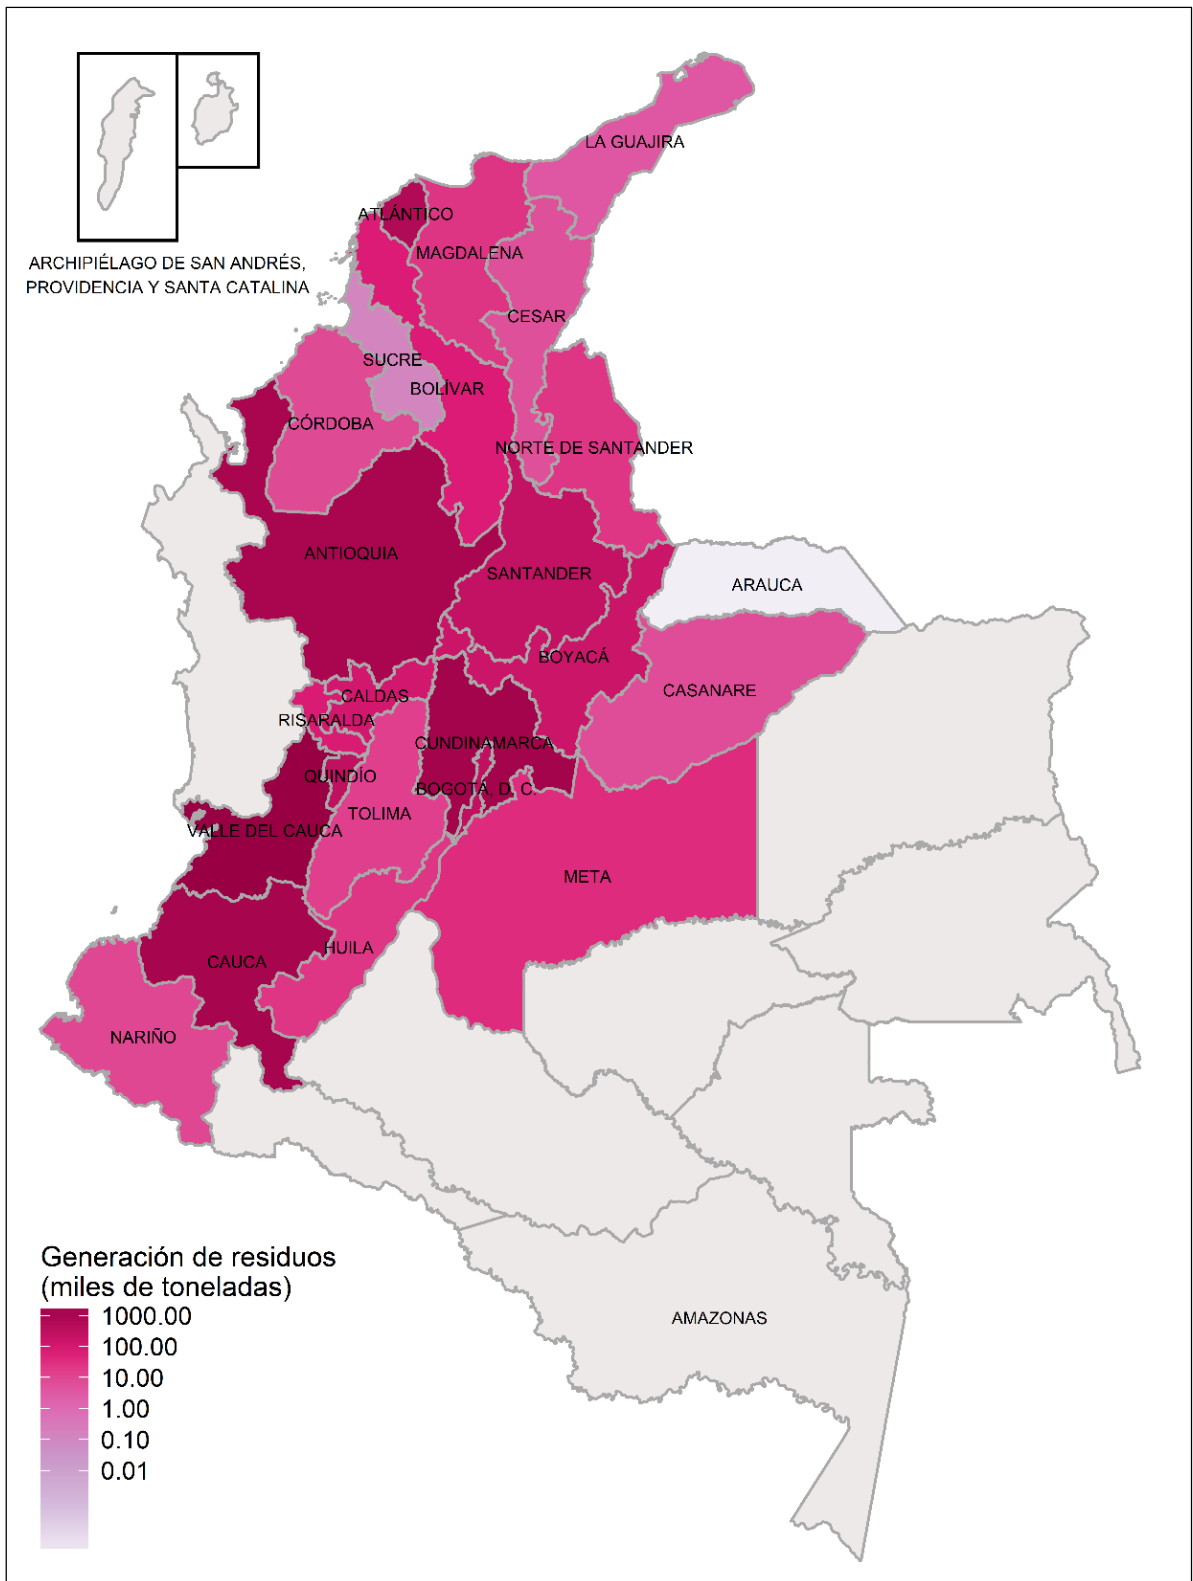 LA GUAJIRA
ATLÁNTICO
MAGDALENA
ARCHIPIÉLAGO DE SAN ANDRÉS,
PROVIDENCIA Y SANTA CATALINA
CESAR
SUCRE
BOLÍVAR
CÓRDOBA
NORTE DE SANTANDER
ANTIOQUIA
SANTANDER
ARAUCA
BOYACÁ
CASANARE
CALDAS
RISARALDA
CUNDINAMARCA
QUINDÍO
BOGOTÁ, D. C.
TOLIMA
VALLE DEL CAUCA
META
HUILA
CAUCA
NARIÑO
Generación de residuos
(miles de toneladas)
1000.00
100.00
10.00
1.00
0.10
0.01
AMAZONAS